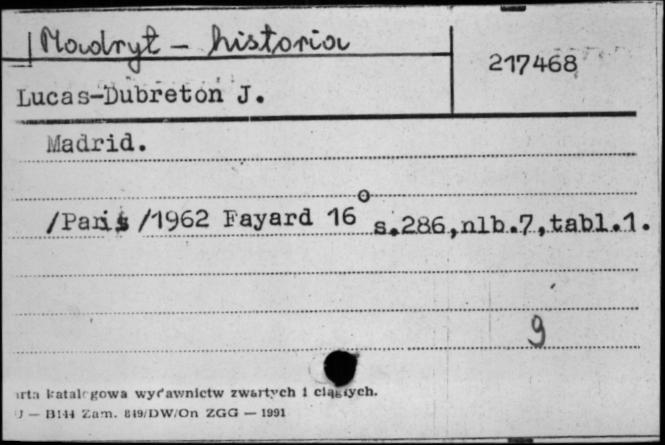 Madryt – historia
217468
Lucas-Dubreton J.
Madrid.
/Paris/1962 Fayard 16° s.286,nlb.7,tabl.1.
9
arta katalogowa wydawnictw zwartych i ciągłych.
J — B144 Zam. 849/DW/On ZGG — 1991